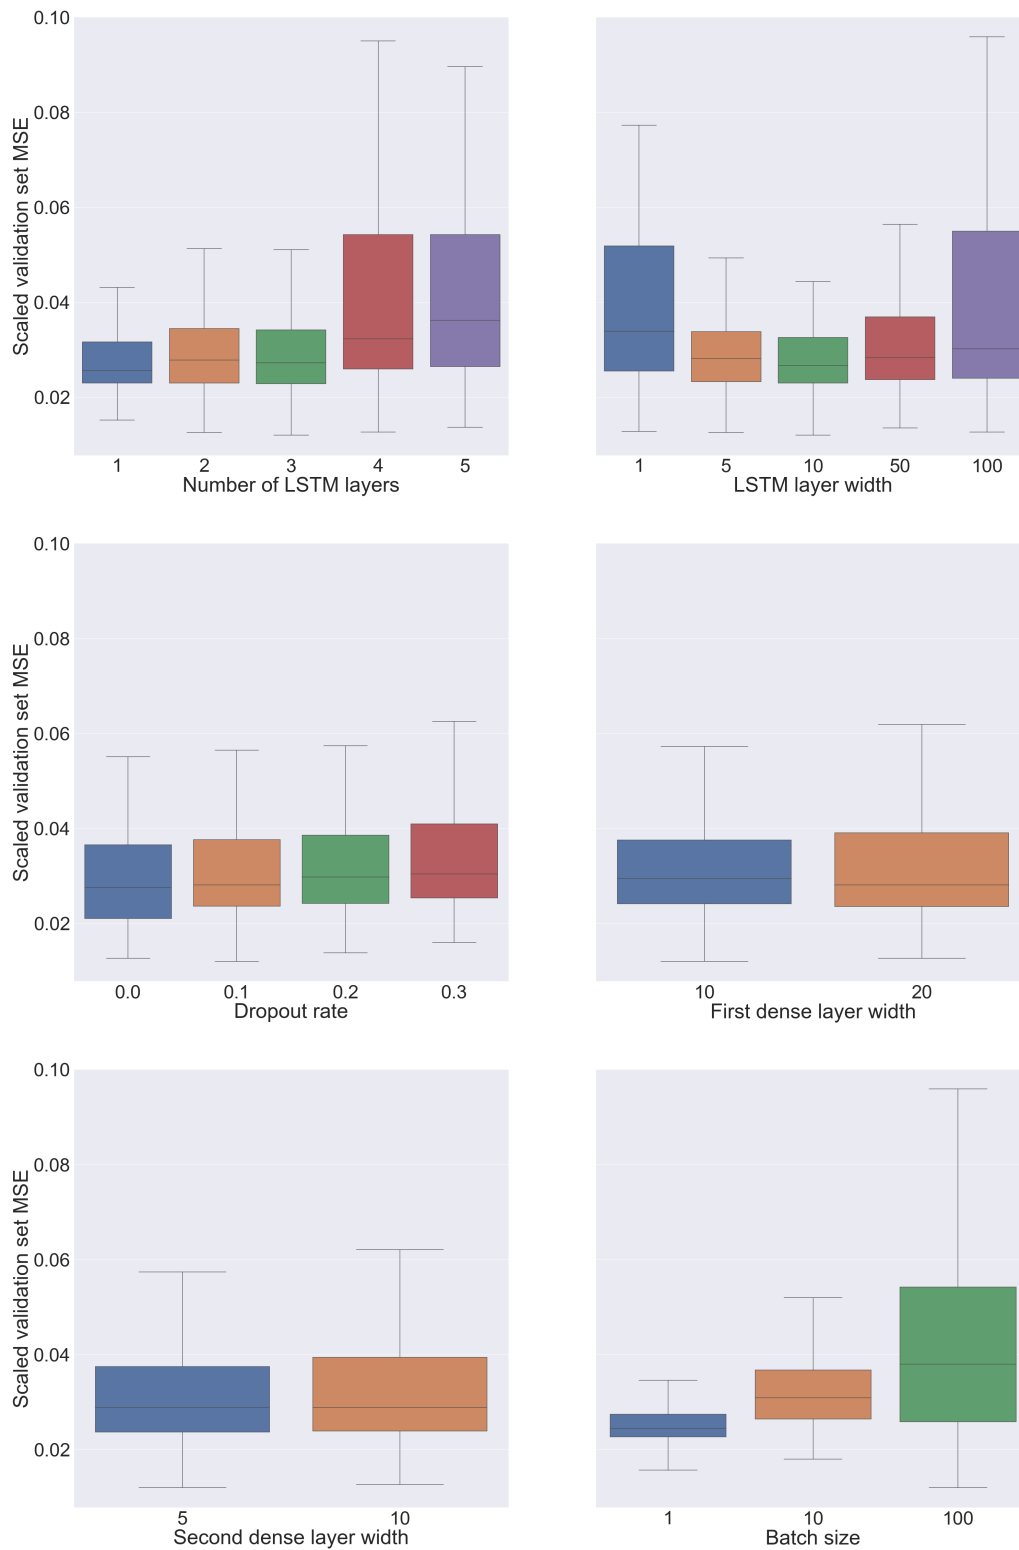 0.10
0.08
0.06
0.04
0.02
Scaled validation set MSE
1 2 3 4 5
Number of LSTM layers
1 5 10 50 100
LSTM layer width
0.10
0.08
0.06
0.04
0.02
Scaled validation set MSE
0.0 0.1 0.2 0.3
Dropout rate
10 20
First dense layer width
0.10
0.08
0.06
0.04
0.02
Scaled validation set MSE
5 10
Second dense layer width
1 10 100
Batch size